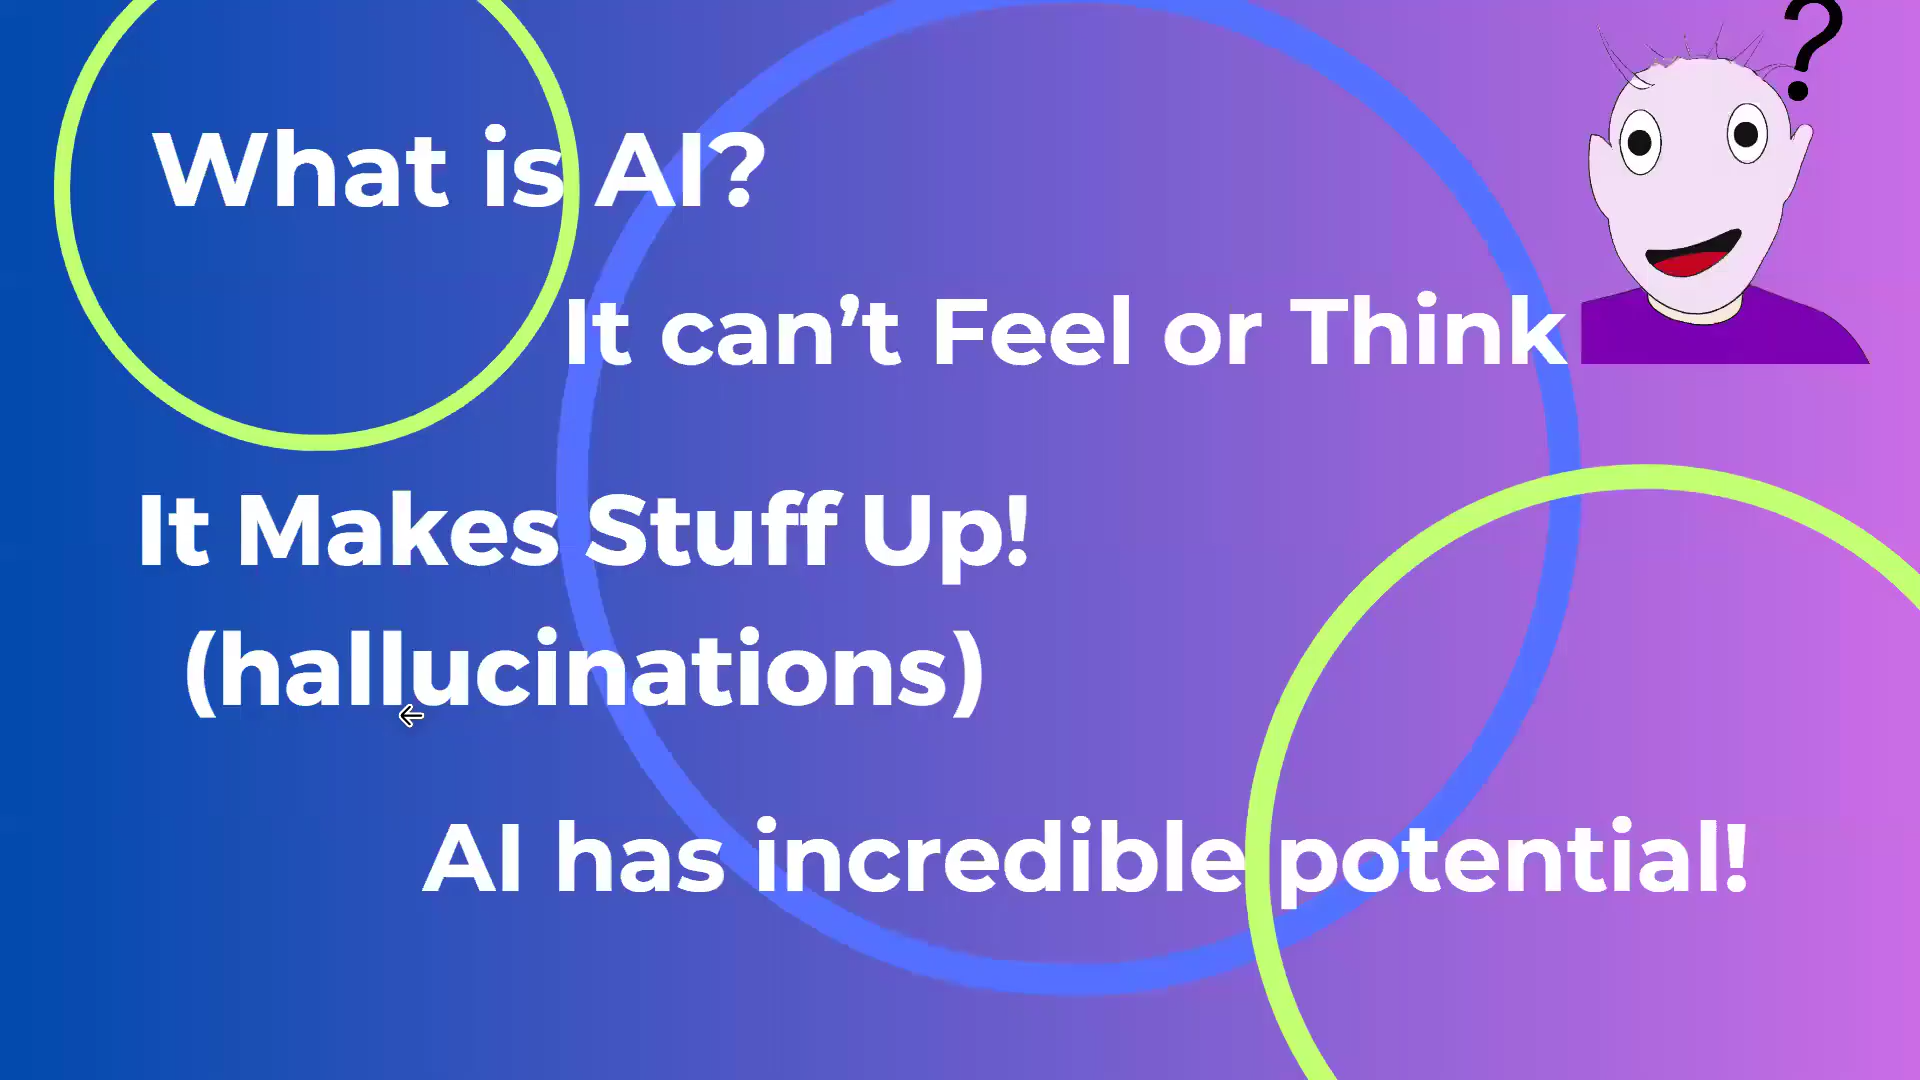 ?
What is AI?
It can’t Feel or Think
It Makes Stuff Up!
(hallucinations)
AI has incredible potential!